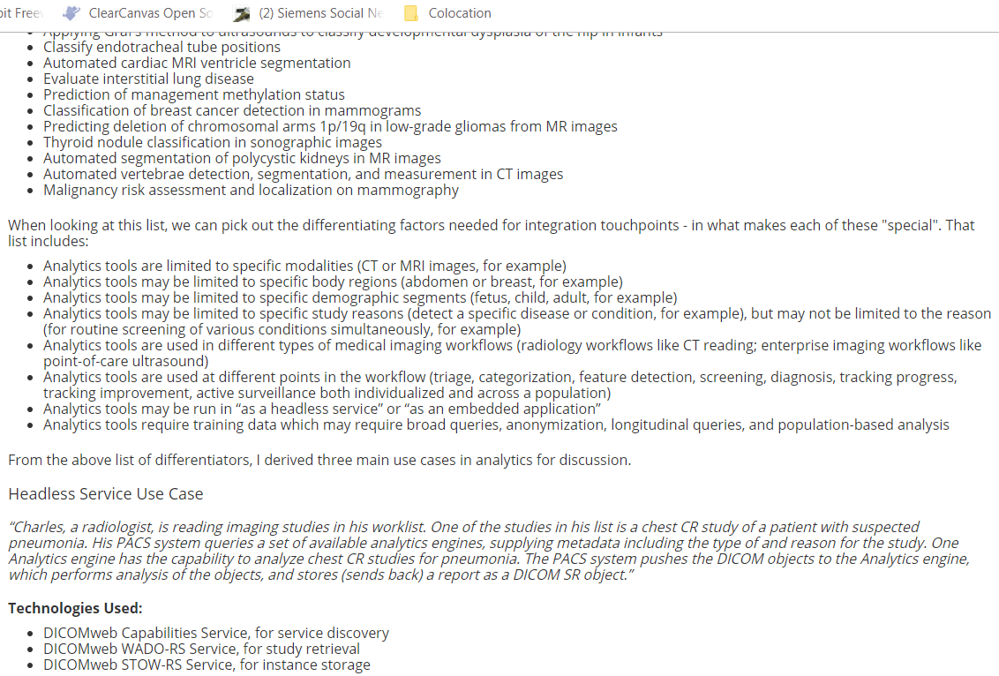 bit Free
ClearCanvas Open So
(2) Siemens Social Ne
Colocation
Applying Graf's method to ultrasounds to classify developmental dysplasia of the hip in infants
• Classify endotracheal tube positions
• Automated cardiac MRI ventricle segmentation
• Evaluate interstitial lung disease
• Prediction of management methylation status
• Classification of breast cancer detection in mammograms
• Predicting deletion of chromosomal arms 1p/19q in low-grade gliomas from MR images
• Thyroid nodule classification in sonographic images
• Automated segmentation of polycystic kidneys in MR images
• Automated vertebrae detection, segmentation, and measurement in CT images
• Malignancy risk assessment and localization on mammography
When looking at this list, we can pick out the differentiating factors needed for integration touchpoints - in what makes each of these "special". That
list includes:
• Analytics tools are limited to specific modalities (CT or MRI images, for example)
• Analytics tools may be limited to specific body regions (abdomen or breast, for example)
• Analytics tools may be limited to specific demographic segments (fetus, child, adult, for example)
• Analytics tools may be limited to specific study reasons (detect a specific disease or condition, for example), but may not be limited to the reason
(for routine screening of various conditions simultaneously, for example)
• Analytics tools are used in different types of medical imaging workflows (radiology workflows like CT reading; enterprise imaging workflows like
point-of-care ultrasound)
• Analytics tools are used at different points in the workflow (triage, categorization, feature detection, screening, diagnosis, tracking progress,
tracking improvement, active surveillance both individualized and across a population)
• Analytics tools may be run in “as a headless service” or “as an embedded application”
• Analytics tools require training data which may require broad queries, anonymization, longitudinal queries, and population-based analysis
From the above list of differentiators, I derived three main use cases in analytics for discussion.
Headless Service Use Case
“Charles, a radiologist, is reading imaging studies in his worklist. One of the studies in his list is a chest CR study of a patient with suspected
pneumonia. His PACS system queries a set of available analytics engines, supplying metadata including the type of and reason for the study. One
Analytics engine has the capability to analyze chest CR studies for pneumonia. The PACS system pushes the DICOM objects to the Analytics engine,
which performs analysis of the objects, and stores (sends back) a report as a DICOM SR object.”
Technologies Used:
• DICOMweb Capabilities Service, for service discovery
• DICOMweb WADO-RS Service, for study retrieval
• DICOMweb STOW-RS Service, for instance storage